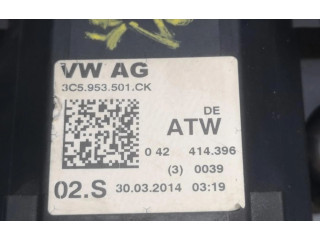 VW AG
3C5.953.501.CK
DE
ATW
0 42 414.396
(3) 0039
02.S 30.03.2014 03:19